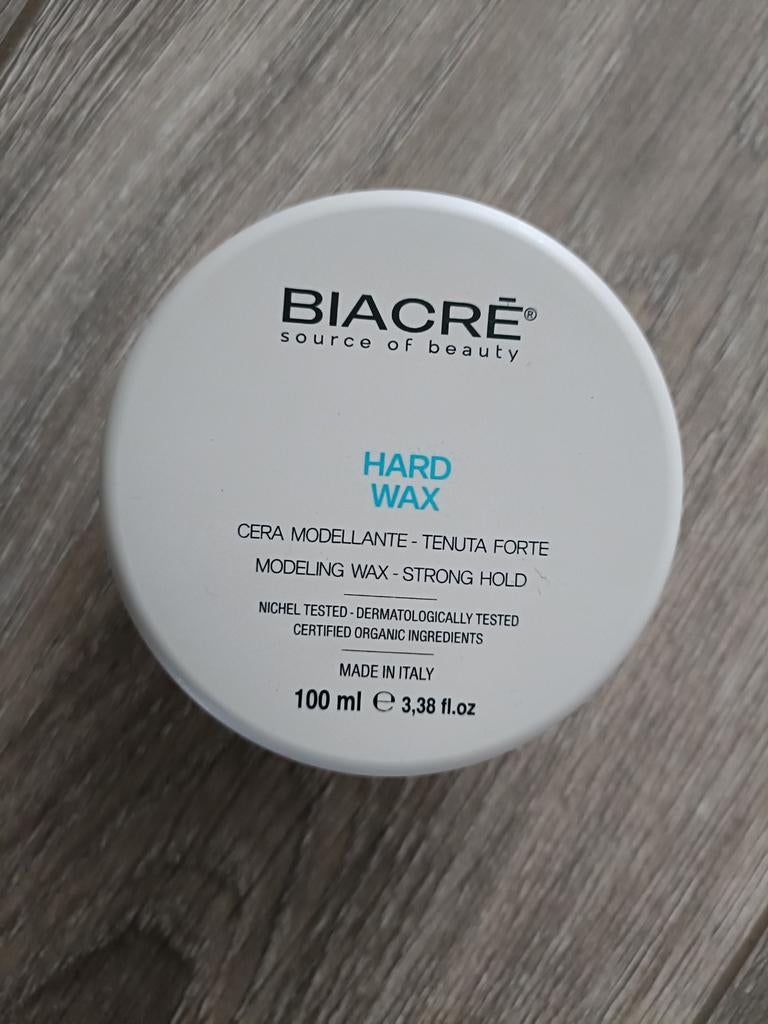 BIACRĒ®
source of beauty
HARD
WAX
CERA MODELLANTE - TENUTA FORTE
MODELING WAX - STRONG HOLD
NICHEL TESTED - DERMATOLOGICALLY TESTED
CERTIFIED ORGANIC INGREDIENTS
MADE IN ITALY
100 ml ℮ 3,38 fl.oz